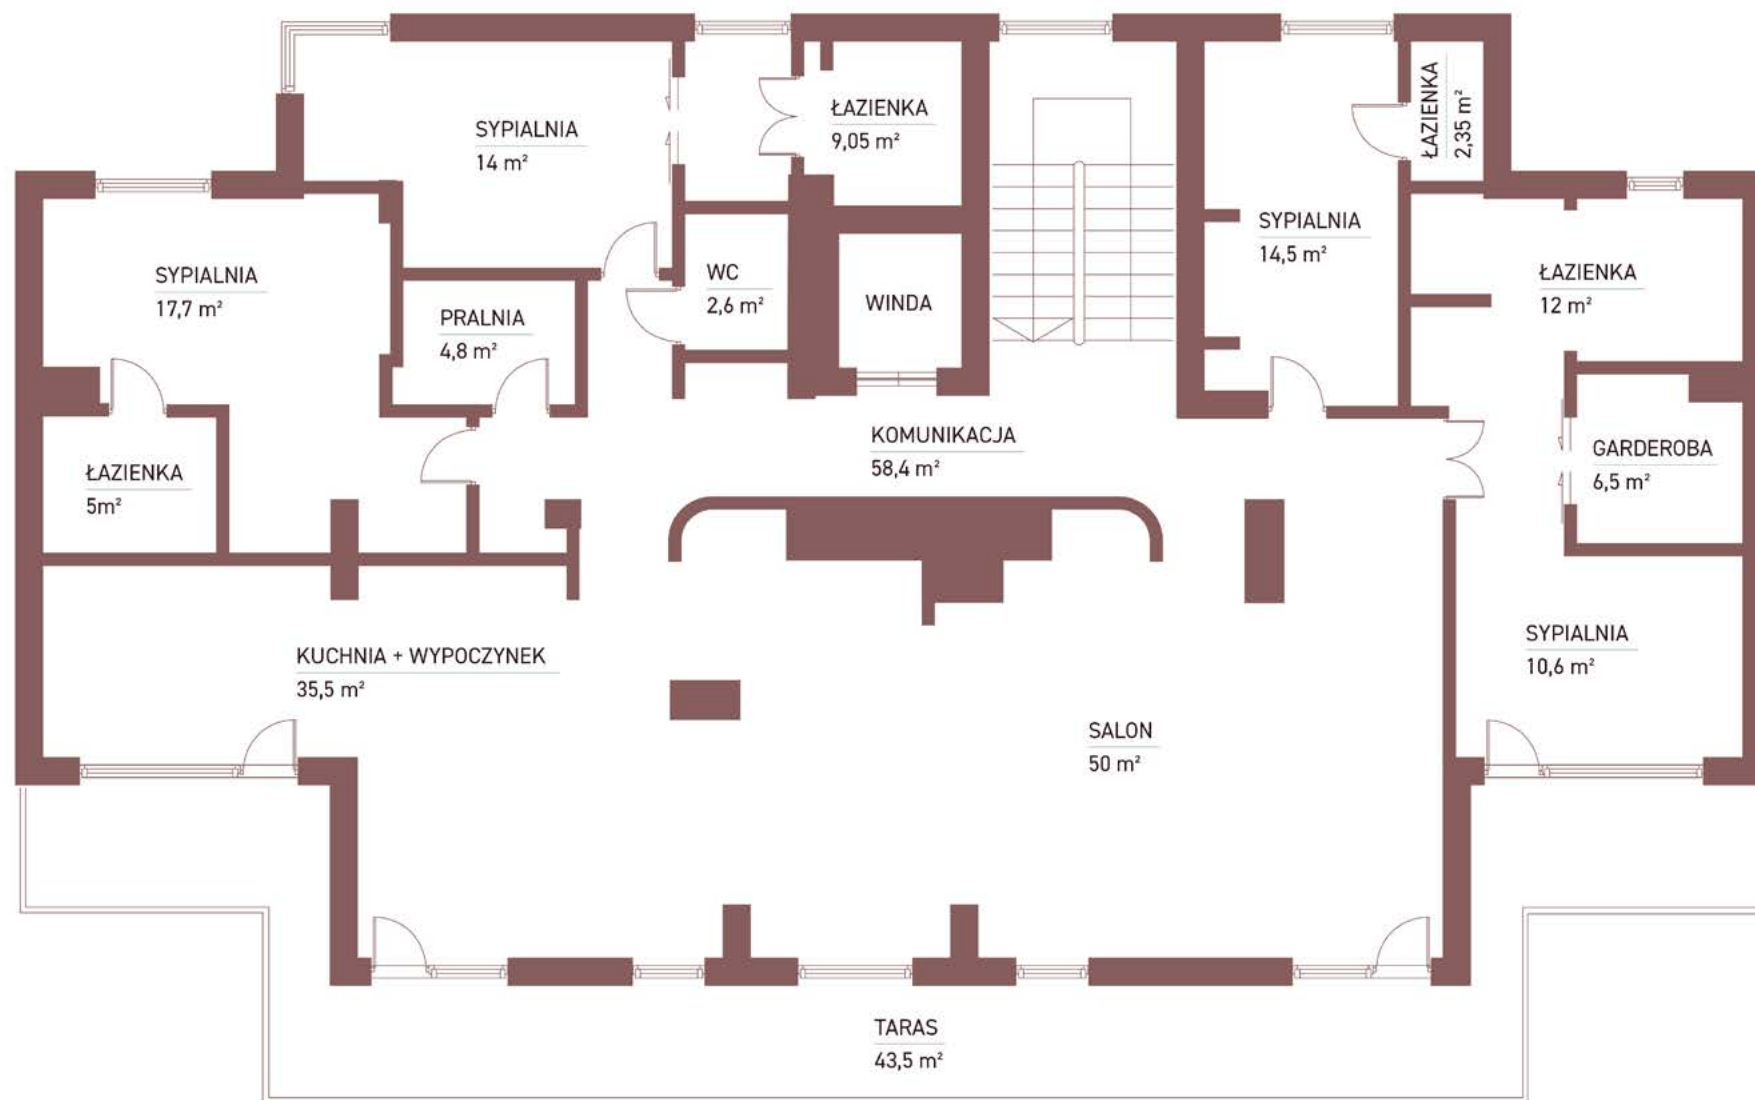 SYPIALNIA
14 m²
ŁAZIENKA
9,05 m²
ŁAZIENKA
2,35 m²
SYPIALNIA
14,5 m²
SYPIALNIA
17,7 m²
PRALNIA
4,8 m²
WC
2,6 m²
WINDA
ŁAZIENKA
12 m²
KOMUNIKACJA
58,4 m²
GARDEROBA
6,5 m²
ŁAZIENKA
5m²
KUCHNIA + WYPOCZYNEK
35,5 m²
SYPIALNIA
10,6 m²
SALON
50 m²
TARAS
43,5 m²